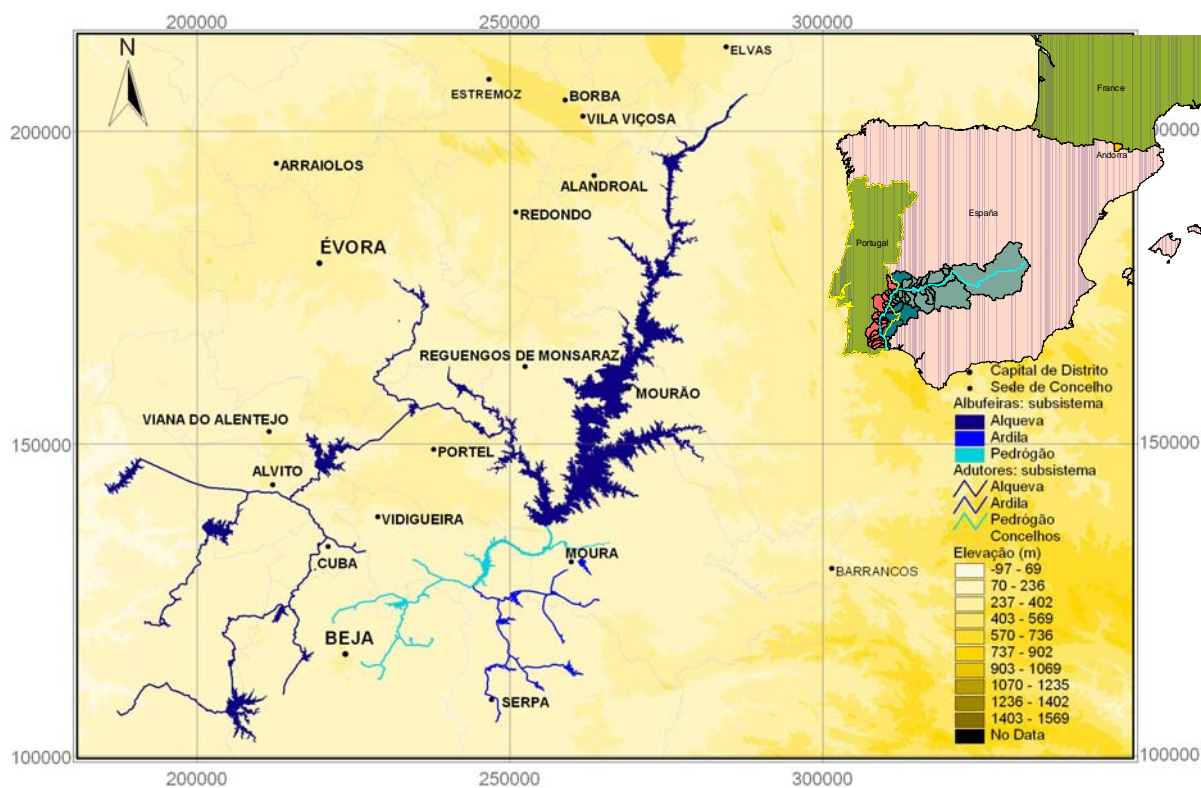 200000
250000
300000
N
ELVAS
ESTREMOZ
BORBA
VILA VIÇOSA
200000
00000
ARRAIOLOS
ALANDROAL
REDONDO
ÉVORA
France
Andorra
España
Portugal
REGUENGOS DE MONSARAZ
MOURÃO
VIANA DO ALENTEJO
PORTEL
ALVITO
VIDIGUEIRA
CUBA
MOURA
BARRANCOS
BEJA
SERPA
150000
150000
Capital de Distrito
Sede de Concelho
Albufeiras: subsistema
Alqueva
Ardila
Pedrógão
Adutores: subsistema
Alqueva
Ardila
Pedrógão
Concelhos
Elevação (m)
-97 - 69
70 - 236
237 - 402
403 - 569
570 - 736
737 - 902
903 - 1069
1070 - 1235
1236 - 1402
1403 - 1569
No Data
100000
100000
200000
250000
300000